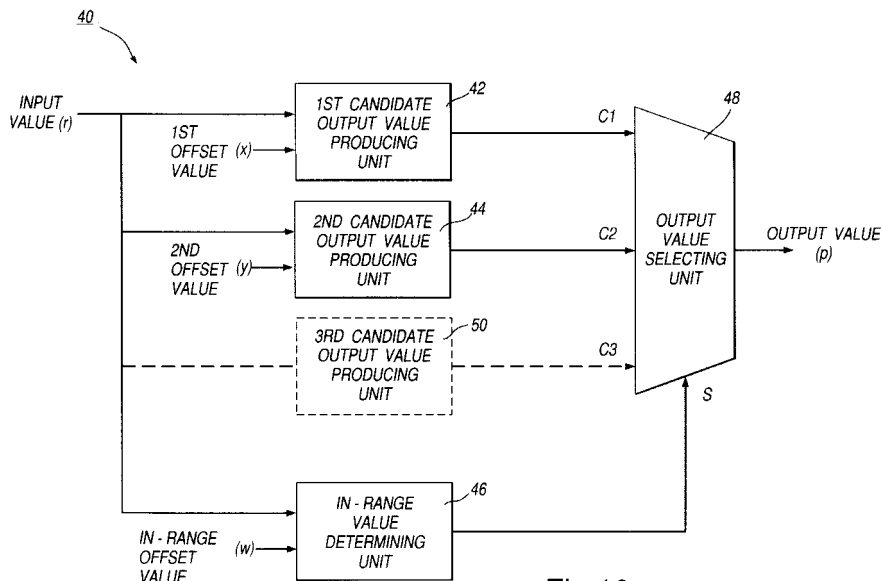 40
INPUT
VALUE (r)
1ST
OFFSET (x)
VALUE
42
1ST CANDIDATE
OUTPUT VALUE
PRODUCING
UNIT
C1
48
2ND
OFFSET (y)
VALUE
44
2ND CANDIDATE
OUTPUT VALUE
PRODUCING
UNIT
C2
OUTPUT
VALUE
SELECTING
UNIT
OUTPUT VALUE
(p)
50
3RD CANDIDATE
OUTPUT VALUE
PRODUCING
UNIT
C3
S
46
IN - RANGE
VALUE
DETERMINING
UNIT
IN - RANGE
OFFSET (w)
VALUE